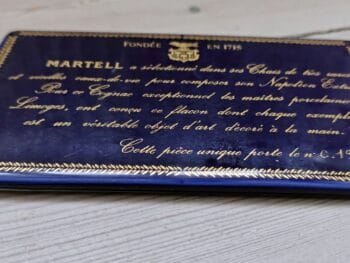 FONDÉE EN 1715
MARTELL a sélectionné dans ses Chais de très rares
et vieilles eaux-de-vie pour composer son Napoléon
Pour ce Cognac exceptionnel les maîtres
Limoges, ont conçu ce flacon dont chaque
est un véritable objet d'art décoré à la main.
Cette pièce unique porte le n° C.